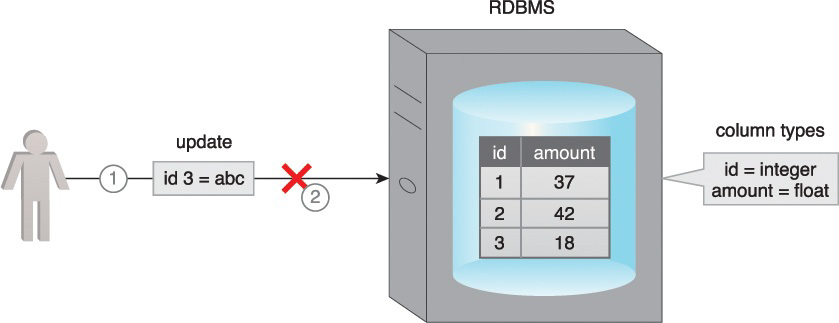 RDBMS
update
1
id 3 = abc
2
id amount
1 37
2 42
3 18
column types
id = integer
amount = float